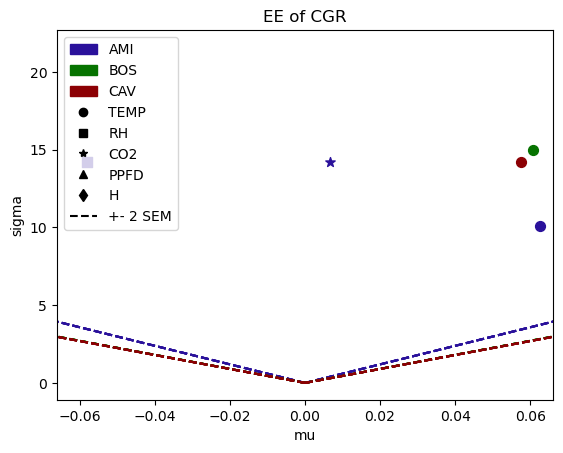 EE of CGR
AMI
BOS
CAV
TEMP
RH
CO2
PPFD
H
+- 2 SEM
sigma
20
15
10
5
0
−0.06
−0.04
−0.02
0.00
0.02
0.04
0.06
mu